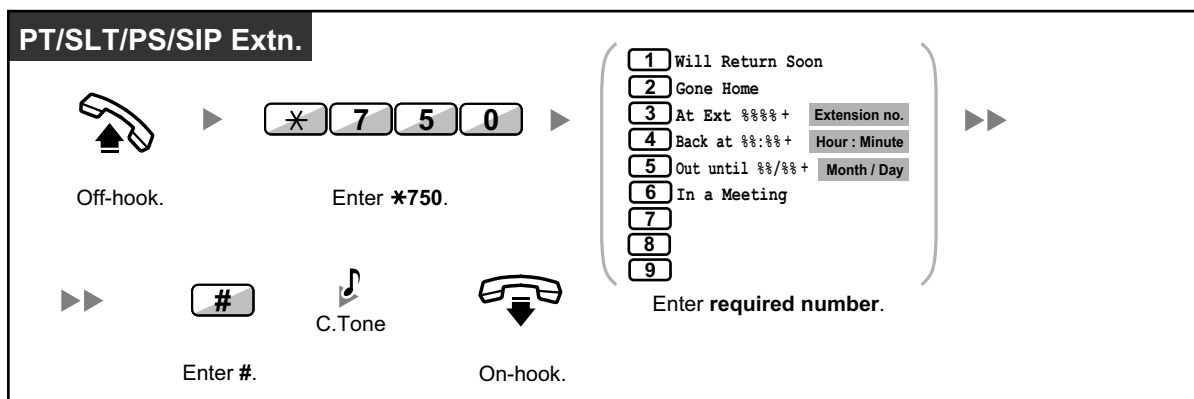 PT/SLT/PS/SIP Extn.
Off-hook.
* 7 5 0
Enter *750.
1 Will Return Soon
2 Gone Home
3 At Ext %%%% + Extension no.
4 Back at %%:%% + Hour : Minute
5 Out until %%/%% + Month / Day
6 In a Meeting
7
8
9
Enter required number.
#
Enter #.
C.Tone
On-hook.